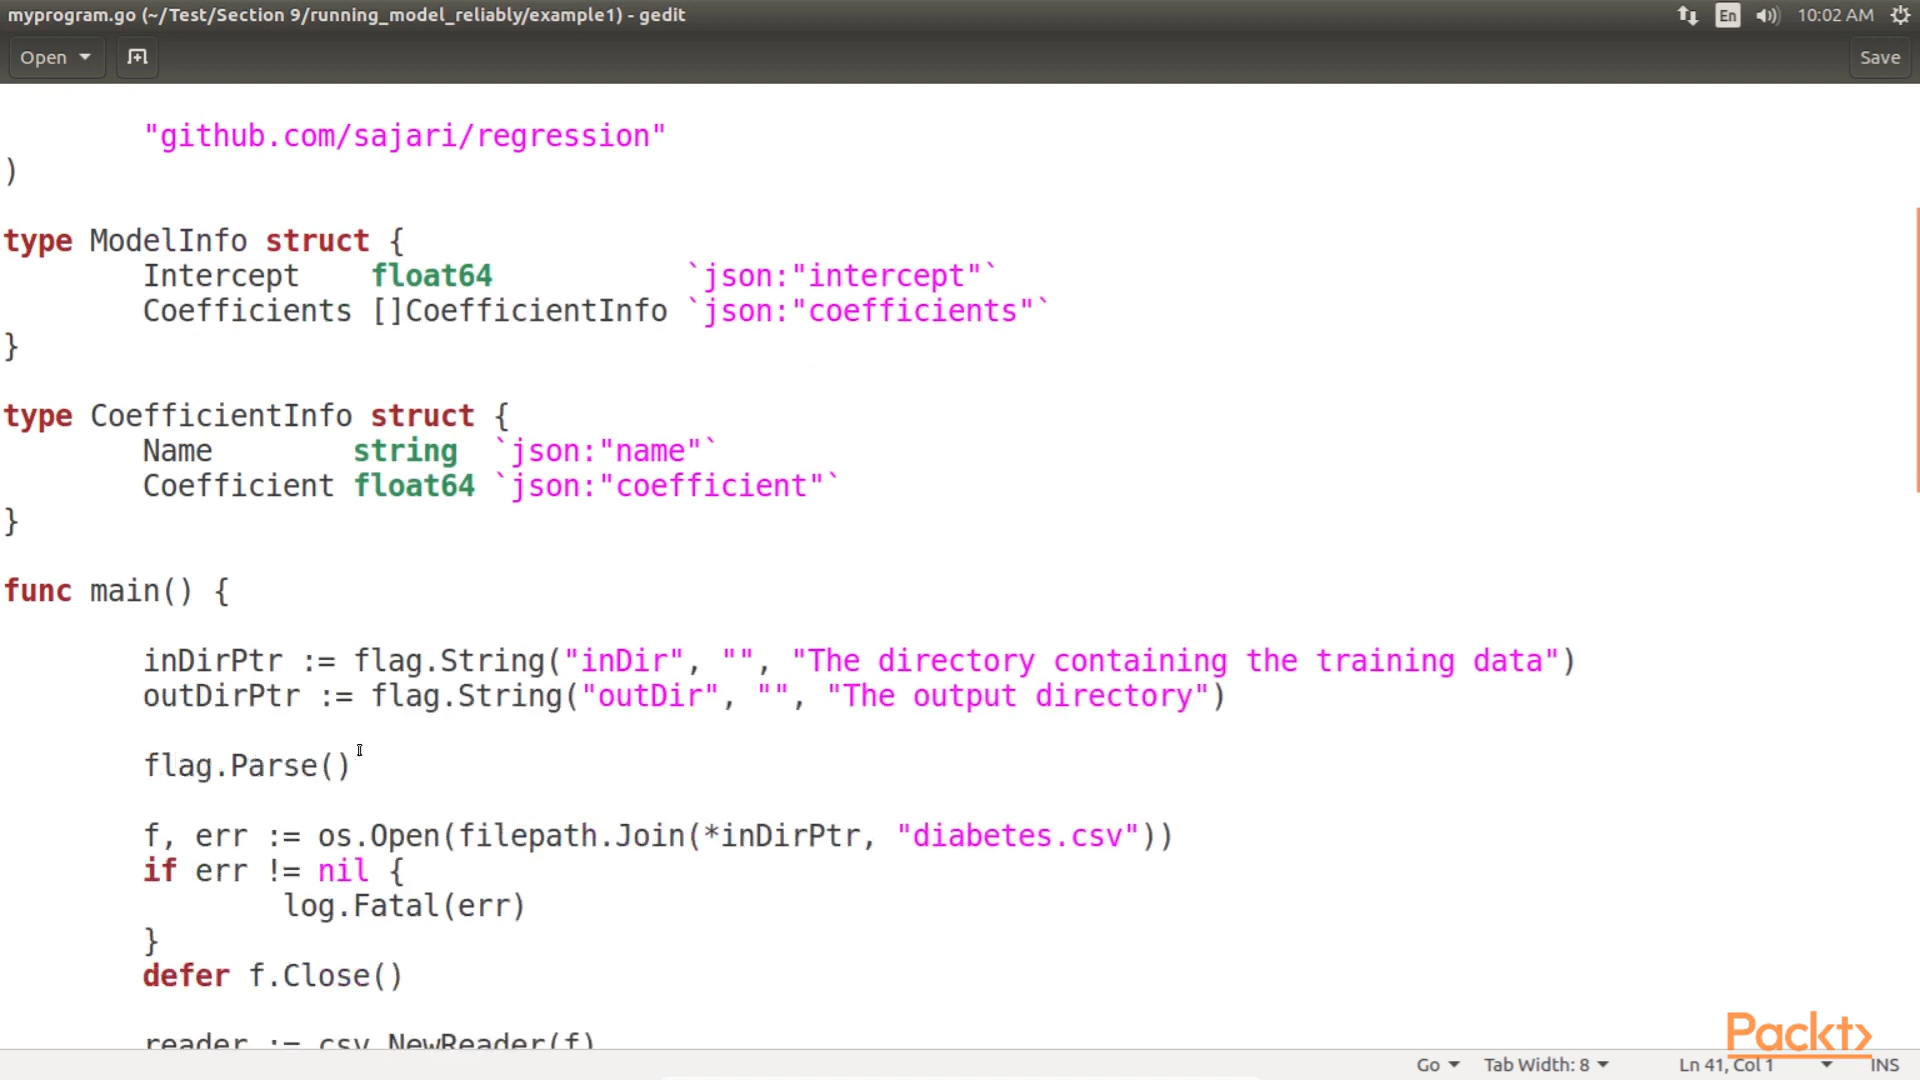 myprogram.go (~/Test/Section 9/running_model_reliably/example1) - gedit
En
10:02 AM
Open
Save
"github.com/sajari/regression"
)
type ModelInfo struct {
Intercept    float64           `json:"intercept"`
Coefficients []CoefficientInfo `json:"coefficients"`
}
type CoefficientInfo struct {
Name        string  `json:"name"`
Coefficient float64 `json:"coefficient"`
}
func main() {
inDirPtr := flag.String("inDir", "", "The directory containing the training data")
outDirPtr := flag.String("outDir", "", "The output directory")
flag.Parse()
f, err := os.Open(filepath.Join(*inDirPtr, "diabetes.csv"))
if err != nil {
log.Fatal(err)
}
defer f.Close()
reader := csv.NewReader(f)
Packt>
Go
Tab Width: 8
Ln 41, Col 1
INS